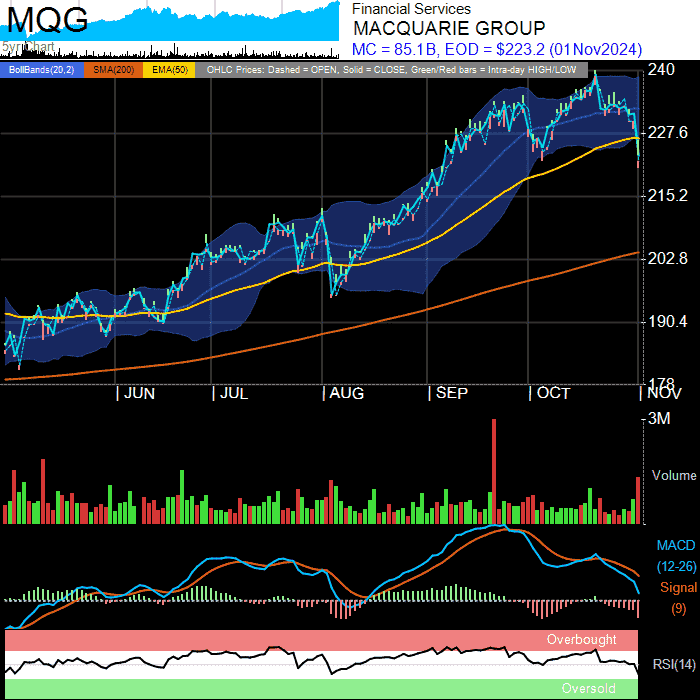 MQG
5yr Chart
Financial Services
MACQUARIE GROUP
MC = 85.1B, EOD = $223.2 (01Nov2024)
BollBands(20,2) SMA(200) EMA(50) OHLC Prices: Dashed = OPEN, Solid = CLOSE, Green/Red bars = Intra-day HIGH/LOW
240
227.6
215.2
202.8
190.4
178
JUN JUL AUG SEP OCT NOV
3M
Volume
MACD
(12-26)
Signal
(9)
Overbought
RSI(14)
Oversold